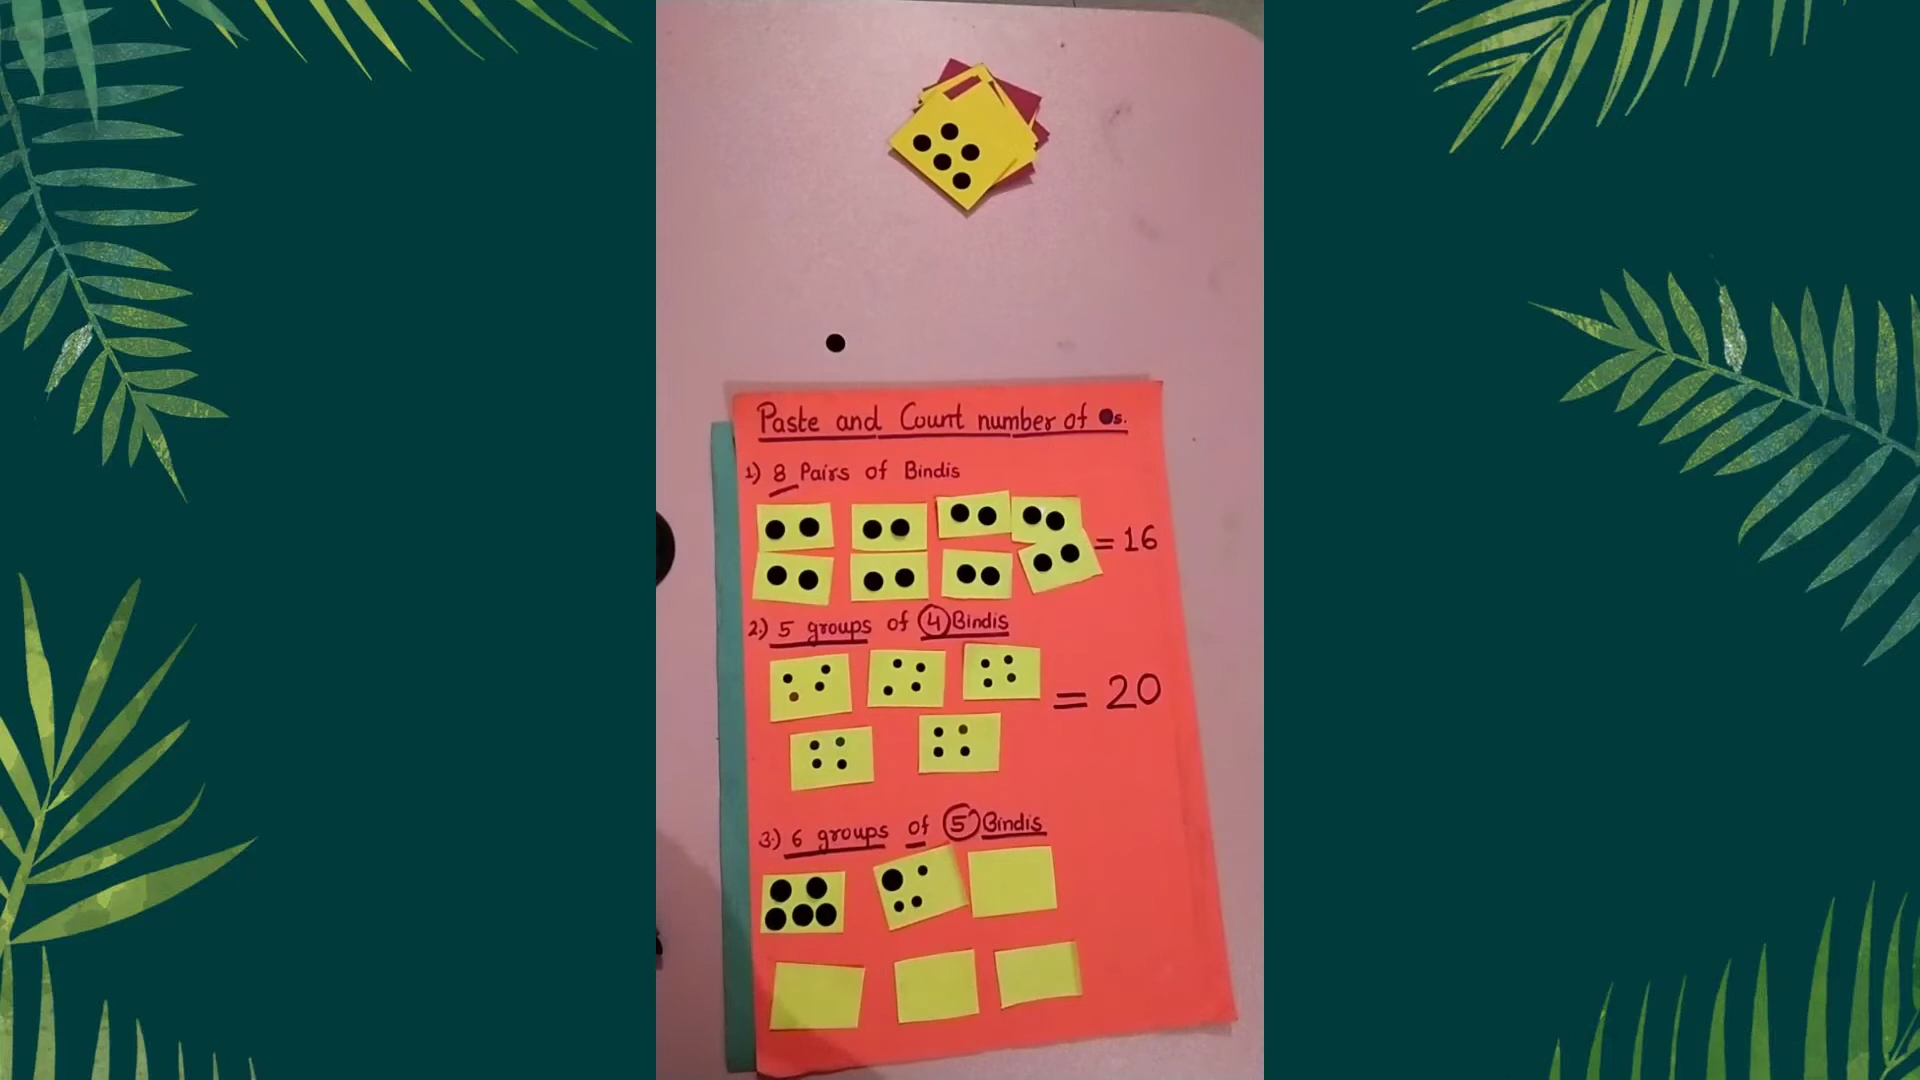 Paste and Count number of ●s.
1) 8 Pairs of Bindis
= 16
2.) 5 groups of 4 Bindis
= 20
3.) 6 groups of 5 Bindis